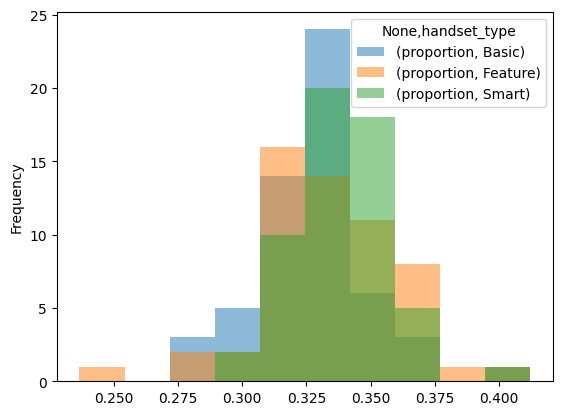 25
20
15
10
5
0
Frequency
None,handset_type
(proportion, Basic)
(proportion, Feature)
(proportion, Smart)
0.250 0.275 0.300 0.325 0.350 0.375 0.400